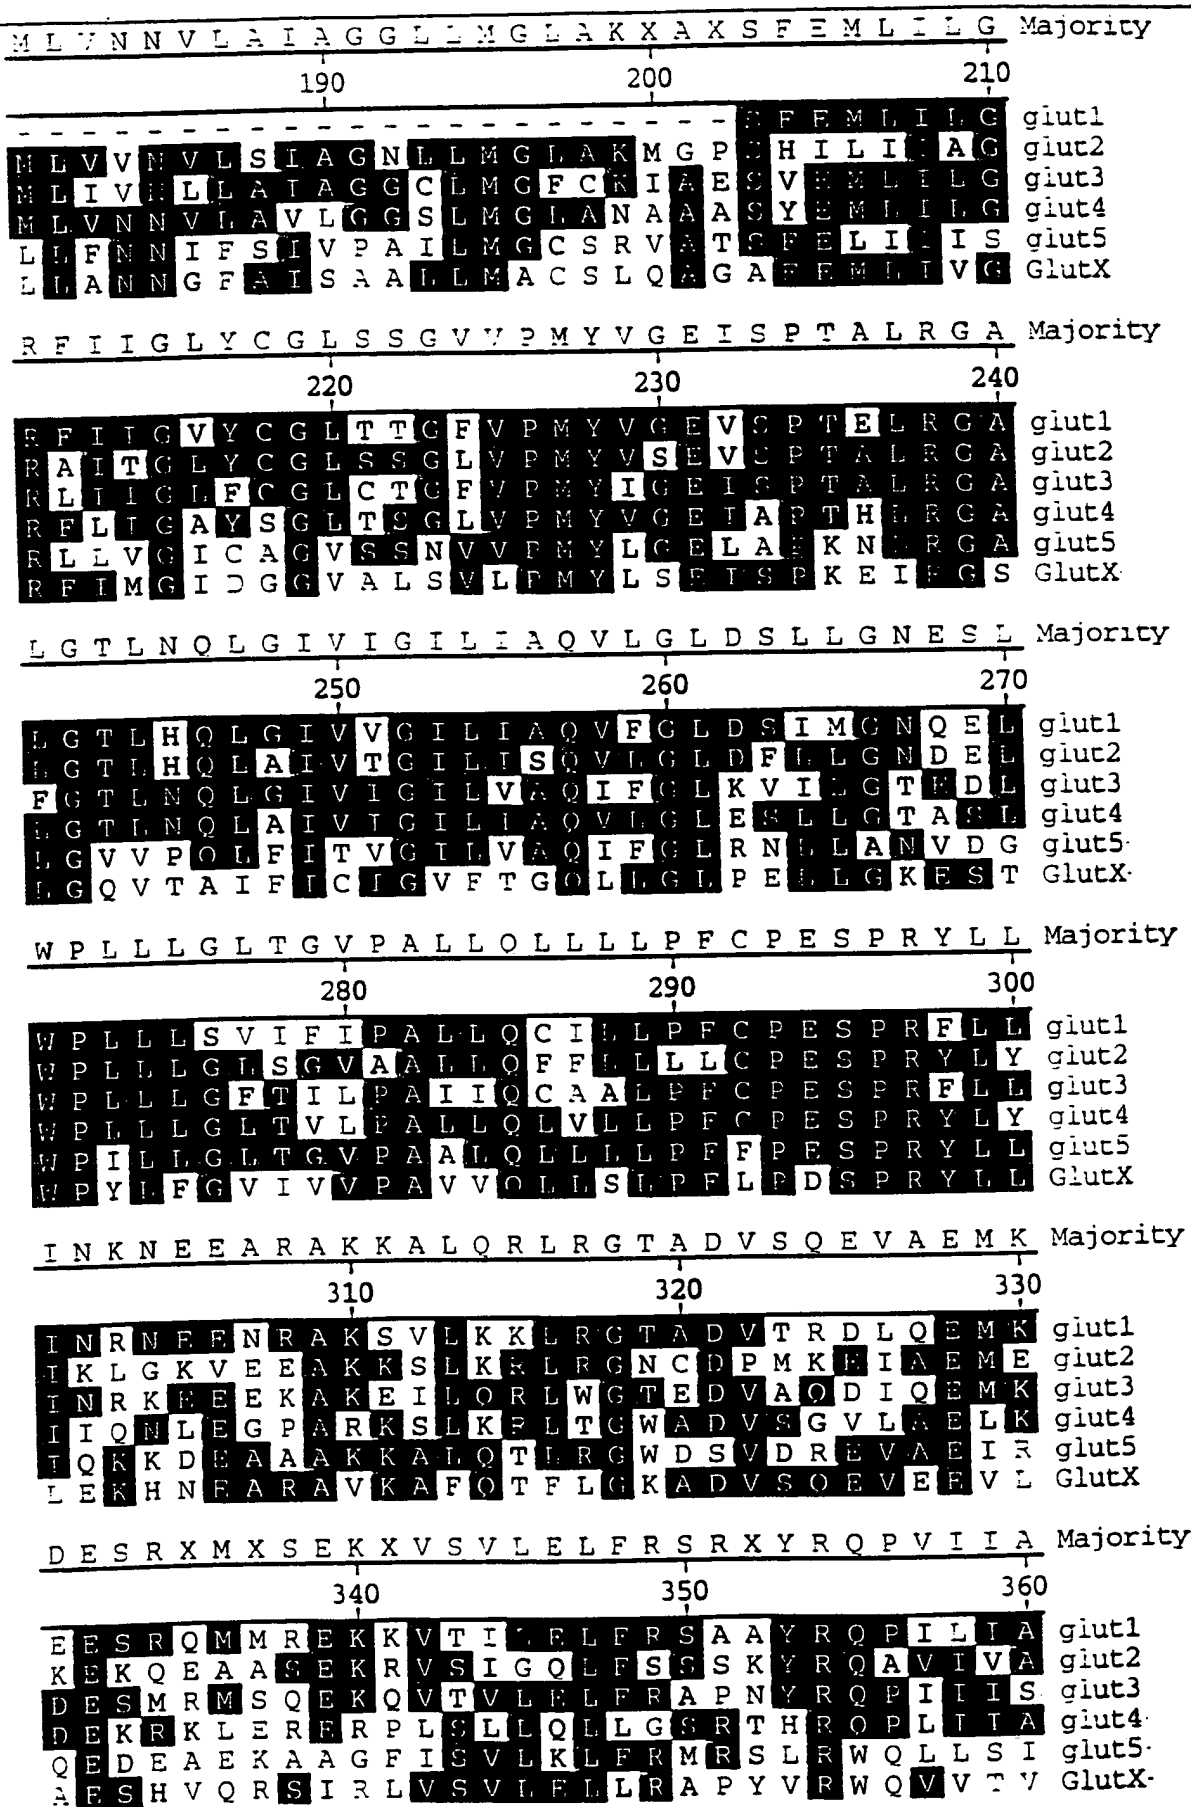 M L V N N V L A I A G G L L M G L A K X A X S F E M L I L G Majority
190 200 210
- - - - - - - - - - - - - - - - - - - - - - F E M L I L G glut1
M L V V N V L S I A G N L L M G L A K M G P H I L I I A G glut2
M L I V N L L A I A G G C L M G F C K I A E S V E M L I L G glut3
M L V N N V L A V L G G S L M G L A N A A A S Y E M L I L G glut4
L L F N N I F S I V P A I L M G C S R V A T S F E L I I I S glut5
L L A N N G F A I S A A L L M A C S L Q A G A F E M L I V G GlutX
R F I I G L Y C G L S S G V V P M Y V G E I S P T A L R G A Majority
220 230 240
R F I I G V Y C G L T T G F V P M Y V G E V S P T E L R G A glut1
R A I T G L Y C G L S S G L V P M Y V S E V S P T A L R G A glut2
R L I I G L F C G L C T G F V P M Y I G E I S P T A L R G A glut3
R F L I G A Y S G L T S G L V P M Y V G E I A P T H L R G A glut4
R L L V G I C A G V S S N V V P M Y L G E L A P K N L R G A glut5
R F I M G I D G G V A L S V L P M Y L S E I S P K E I R G S GlutX
L G T L N Q L G I V I G I L I A Q V L G L D S L L G N E S L Majority
250 260 270
L G T L H Q L G I V V G I L I A Q V F G L D S I M G N Q E L glut1
L G T L H Q L A I V T G I L I S Q V L G L D F L L G N D E L glut2
F G T L N Q L G I V I G I L V A Q I F G L K V I L G T E D L glut3
L G T L N Q L A I V I G I L I A Q V L G L E S L L G T A S L glut4
L G V V P Q L F I T V G I L V A Q I F G L R N L L A N V D G glut5
L G Q V T A I F I C I G V F T G Q L L G L P E L L G K E S T GlutX
W P L L L G L T G V P A L L Q L L L L P F C P E S P R Y L L Majority
280 290 300
W P L L L S V I F I P A L L Q C I L L P F C P E S P R F L L glut1
W P L L L G L S G V A A L L Q F F L L L L C P E S P R Y L Y glut2
W P L L L G F T I L P A I I Q C A A L P F C P E S P R F L L glut3
W P L L L G L T V L P A L L Q L V L L P F C P E S P R Y L Y glut4
W P I L L G L T G V P A A L Q L L L L P F F P E S P R Y L L glut5
W P Y L F G V I V V P A V V Q L L S L P F L P D S P R Y L L GlutX
I N K N E E A R A K K A L Q R L R G T A D V S Q E V A E M K Majority
310 320 330
I N R N E E N R A K S V L K K L R G T A D V T R D L Q E M K glut1
I K L G K V E E A K K S L K R L R G N C D P M K E I A E M E glut2
I N R K E E E K A K E I L Q R L W G T E D V A Q D I Q E M K glut3
I I Q N L E G P A R K S L K R L T G W A D V S G V L A E L K glut4
I Q K K D E A A A K K A L Q T L R G W D S V D R E V A E I R glut5
L E K H N E A R A V K A F Q T F L G K A D V S Q E V E E V L GlutX
D E S R X M X S E K X V S V L E L F R S R X Y R Q P V I I A Majority
340 350 360
E E S R Q M M R E K K V T I L E L F R S A A Y R Q P I L I A glut1
K E K Q E A A S E K R V S I G Q L F S S S K Y R Q A V I V A glut2
D E S M R M S Q E K Q V T V L E L F R A P N Y R Q P I I I S glut3
D E K R K L E R E R P L S L L Q L L G S R T H R Q P L I I A glut4
Q E D E A E K A A G F I S V L K L F R M R S L R W Q L L S I glut5
A E S H V Q R S I R L V S V L E L L R A P Y V R W Q V V T V GlutX